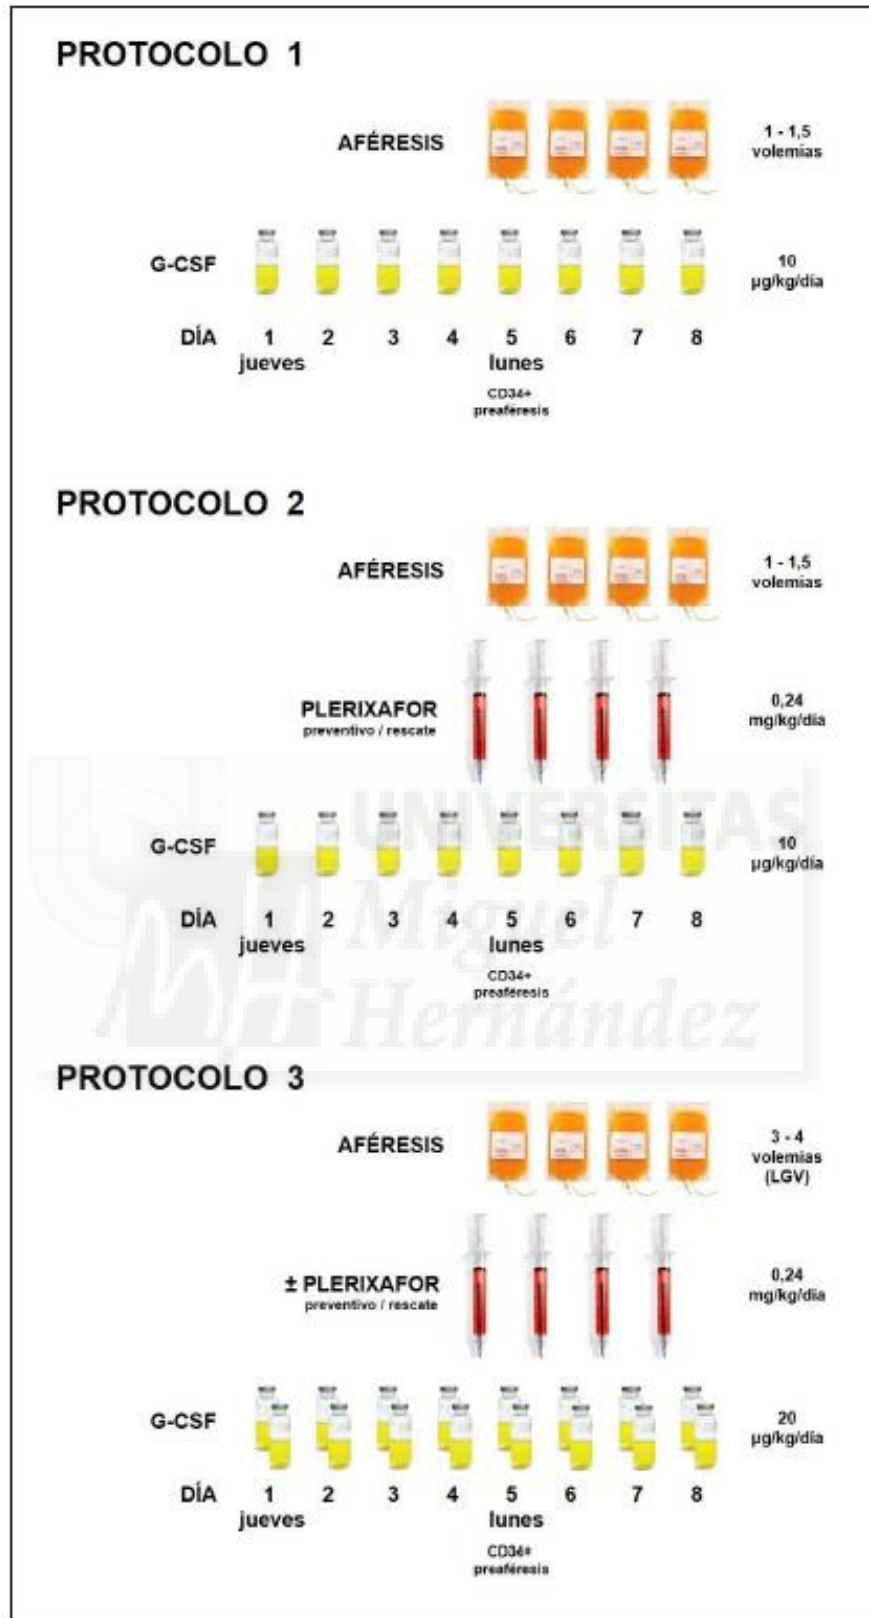 PROTOCOLO 1
AFÉRESIS
1 - 1,5
volemias
G-CSF
10
µg/kg/día
DÍA 1 2 3 4 5 6 7 8
jueves lunes
CD34+
preaféresis
PROTOCOLO 2
AFÉRESIS
1 - 1,5
volemias
PLERIXAFOR
preventivo / rescate
0,24
mg/kg/día
UNIVERSITAS
Miguel
Hernández
G-CSF
10
µg/kg/día
DÍA 1 2 3 4 5 6 7 8
jueves lunes
CD34+
preaféresis
PROTOCOLO 3
AFÉRESIS
3 - 4
volemias
(LGV)
± PLERIXAFOR
preventivo / rescate
0,24
mg/kg/día
G-CSF
20
µg/kg/día
DÍA 1 2 3 4 5 6 7 8
jueves lunes
CD34+
preaféresis